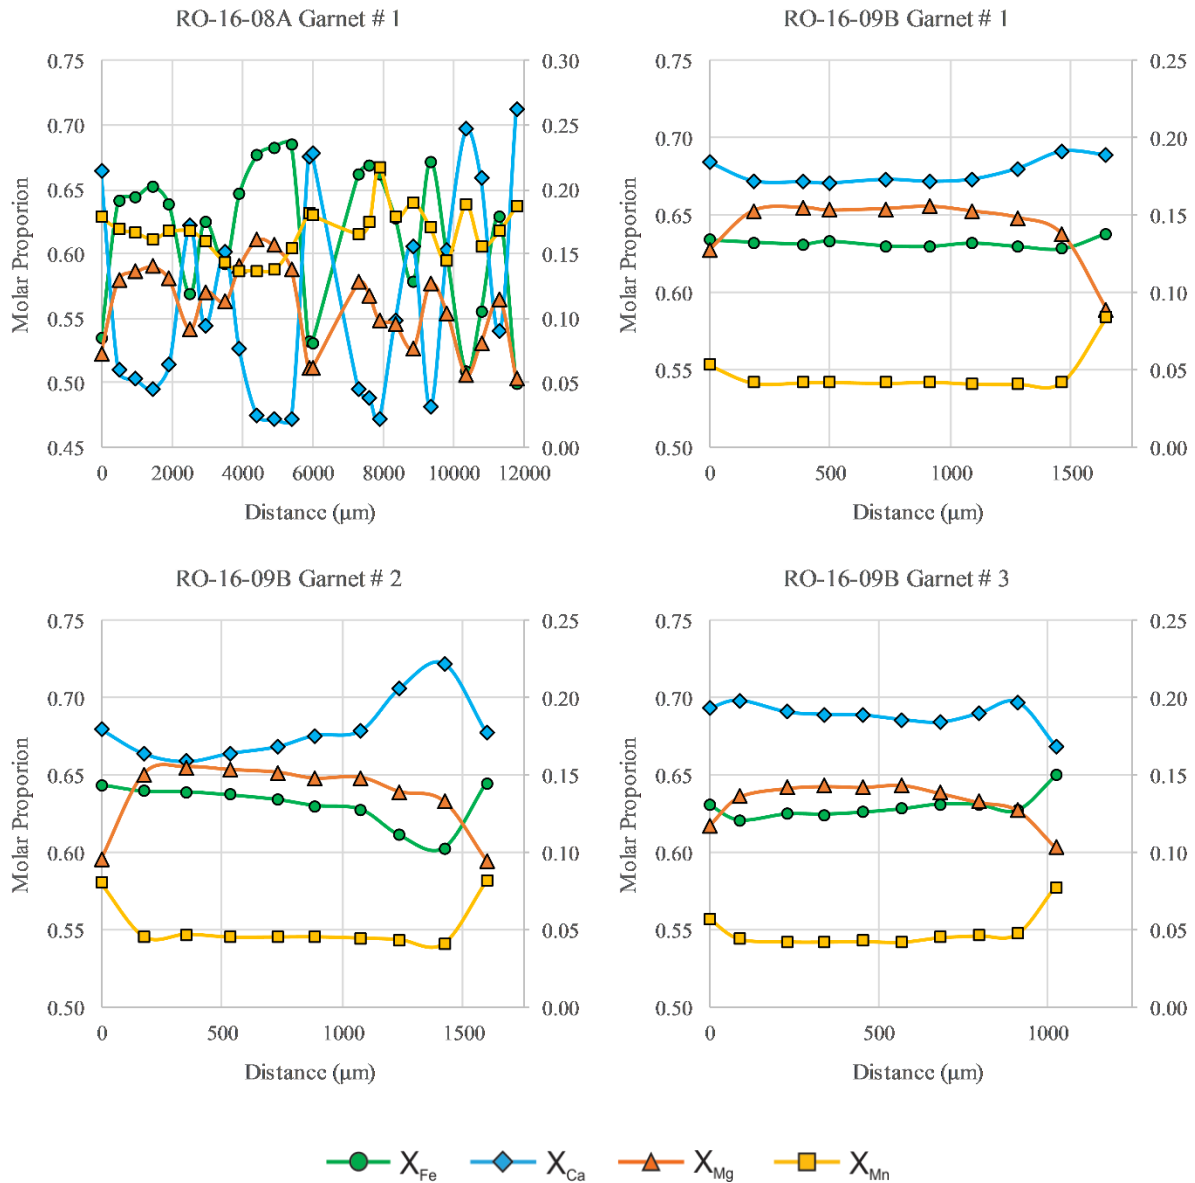 RO-16-08A Garnet # 1
RO-16-09B Garnet # 1
0.75
0.70
0.65
0.60
0.55
0.50
0.45
Molar Proportion
0.30
0.25
0.20
0.15
0.10
0.05
0.00
0 2000 4000 6000 8000 10000 12000
Distance (μm)
0.75
0.70
0.65
0.60
0.55
0.50
Molar Proportion
0.25
0.20
0.15
0.10
0.05
0.00
0 500 1000 1500
Distance (μm)
RO-16-09B Garnet # 2
RO-16-09B Garnet # 3
0.75
0.70
0.65
0.60
0.55
0.50
Molar Proportion
0.25
0.20
0.15
0.10
0.05
0.00
0 500 1000 1500
Distance (μm)
0.75
0.70
0.65
0.60
0.55
0.50
Molar Proportion
0.25
0.20
0.15
0.10
0.05
0.00
0 500 1000
Distance (μm)
XFe XCa XMg XMn